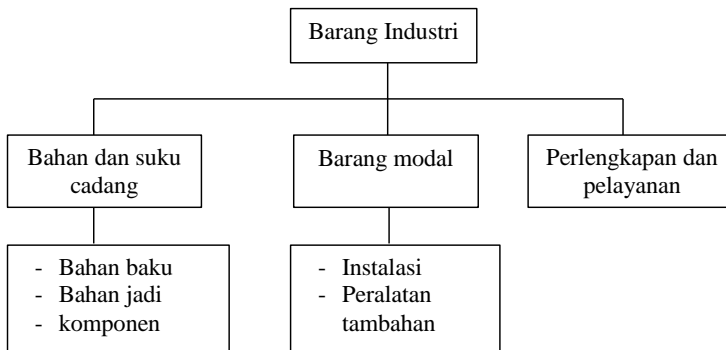 Barang Industri
Bahan dan suku
cadang
Barang modal
Perlengkapan dan
pelayanan
- Bahan baku
- Bahan jadi
- komponen
- Instalasi
- Peralatan
tambahan